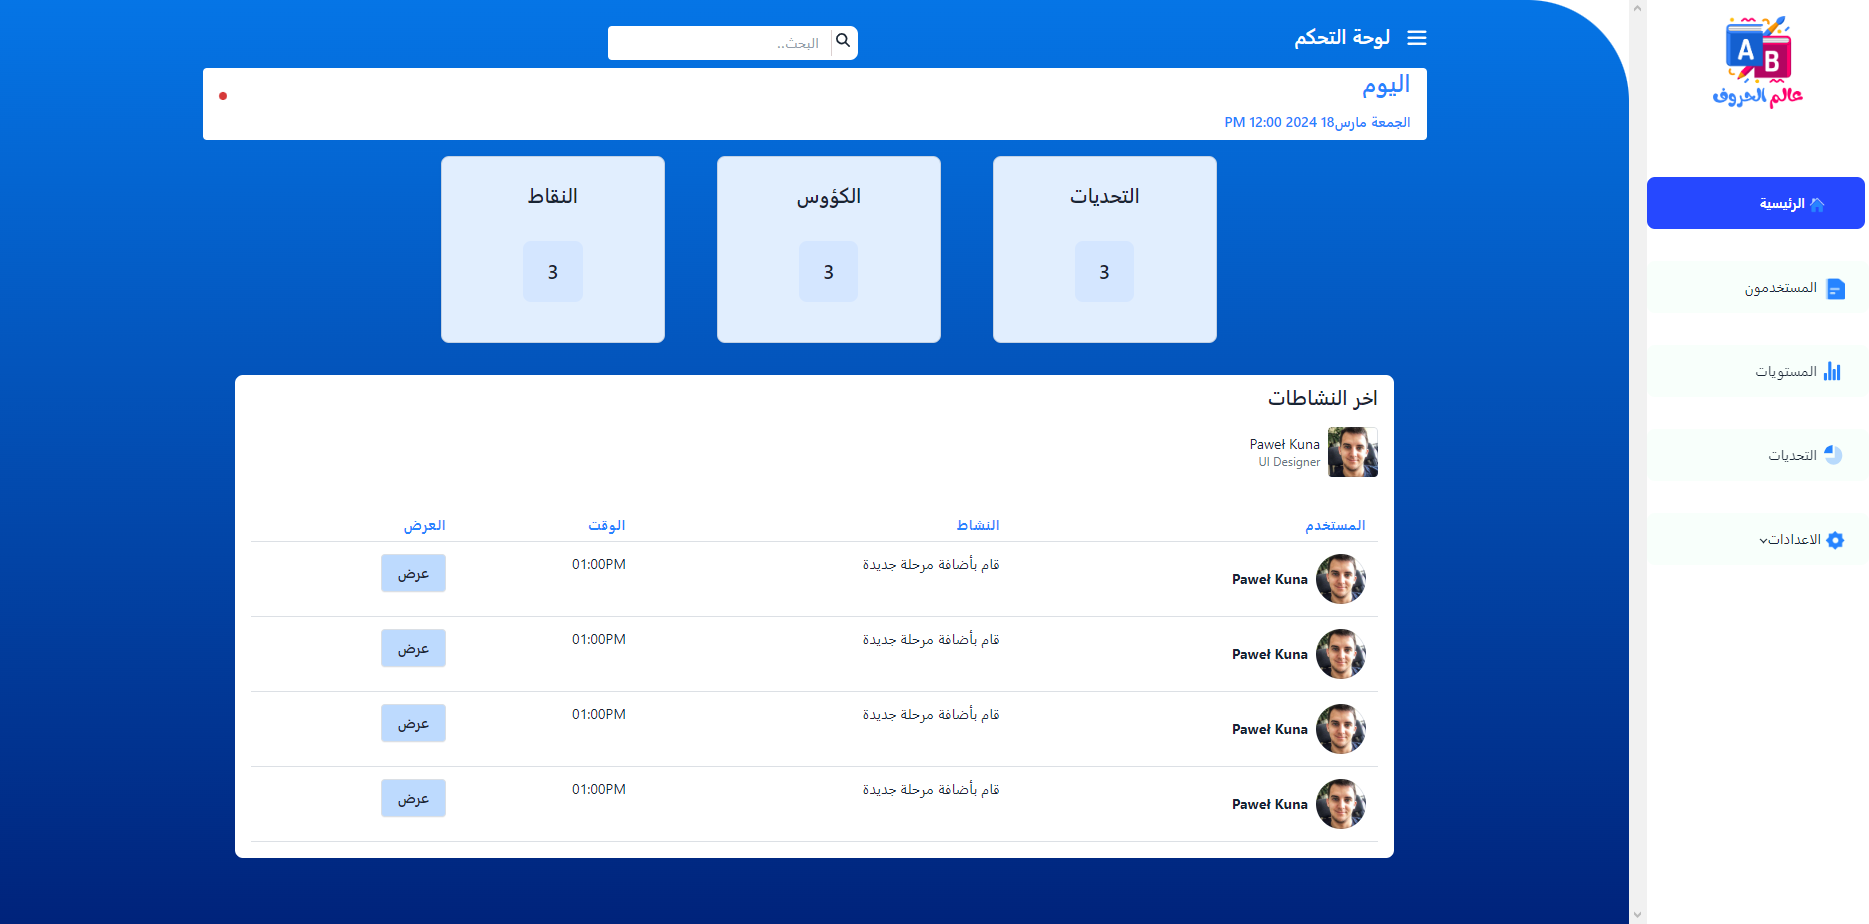 عالم الحروف
A
B
الرئيسية
المستخدمون
المستويات
التحديات
الاعدادات
لوحة التحكم
البحث..
اليوم
الجمعة مارس18 2024 12:00 PM
التحديات
الكؤوس
النقاط
3
3
3
اخر النشاطات
Paweł Kuna
UI Designer
المستخدم النشاط الوقت العرض
Paweł Kuna قام بأضافة مرحلة جديدة 01:00PM عرض
Paweł Kuna قام بأضافة مرحلة جديدة 01:00PM عرض
Paweł Kuna قام بأضافة مرحلة جديدة 01:00PM عرض
Paweł Kuna قام بأضافة مرحلة جديدة 01:00PM عرض